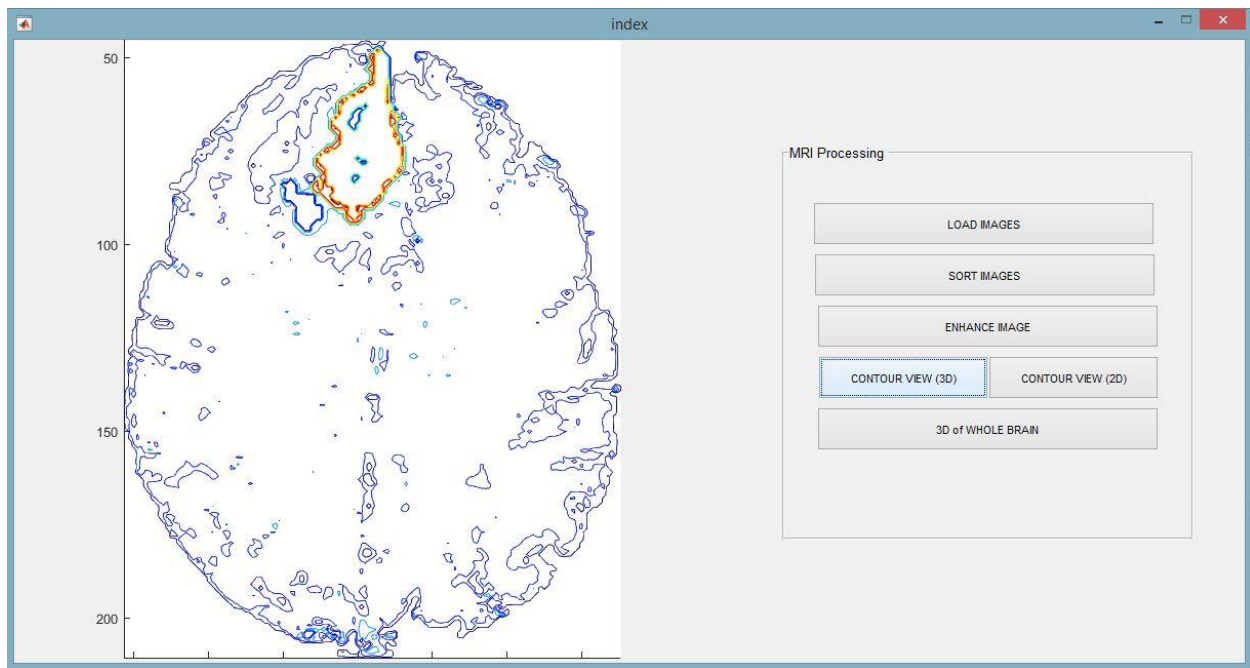 index
50
100
150
200
MRI Processing
LOAD IMAGES
SORT IMAGES
ENHANCE IMAGE
CONTOUR VIEW (3D)
CONTOUR VIEW (2D)
3D of WHOLE BRAIN